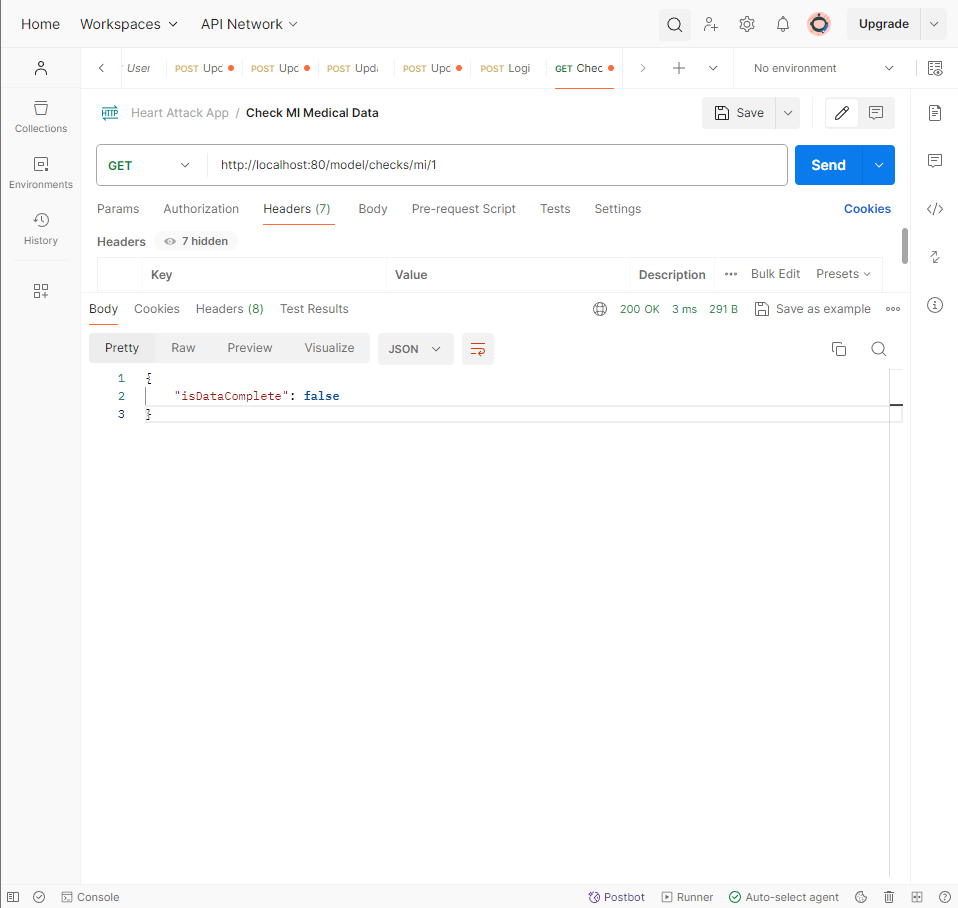 Home Workspaces API Network Upgrade
User POST Upc POST Upc POST Upda POST Upc POST Logi GET Chec No environment
HTTP Heart Attack App / Check MI Medical Data Save
Collections
Environments
History
GET http://localhost:80/model/checks/mi/1 Send
Params Authorization Headers (7) Body Pre-request Script Tests Settings Cookies
Headers 7 hidden
Key Value Description Bulk Edit Presets
Body Cookies Headers (8) Test Results 200 OK 3 ms 291 B Save as example
Pretty Raw Preview Visualize JSON
1 {
2 "isDataComplete": false
3 }
Console Postbot Runner Auto-select agent